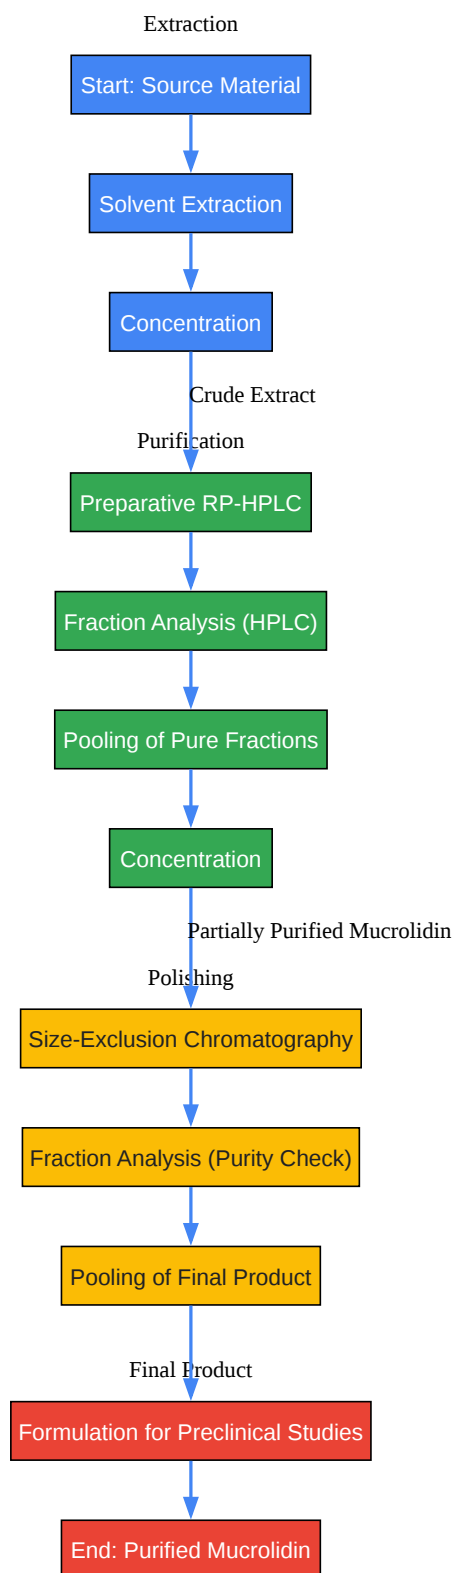 Extraction
Start: Source Material
Solvent Extraction
Concentration
Crude Extract
Purification
Preparative RP-HPLC
Fraction Analysis (HPLC)
Pooling of Pure Fractions
Concentration
Partially Purified Mucrolidin
Polishing
Size-Exclusion Chromatography
Fraction Analysis (Purity Check)
Pooling of Final Product
Final Product
Formulation for Preclinical Studies
End: Purified Mucrolidin